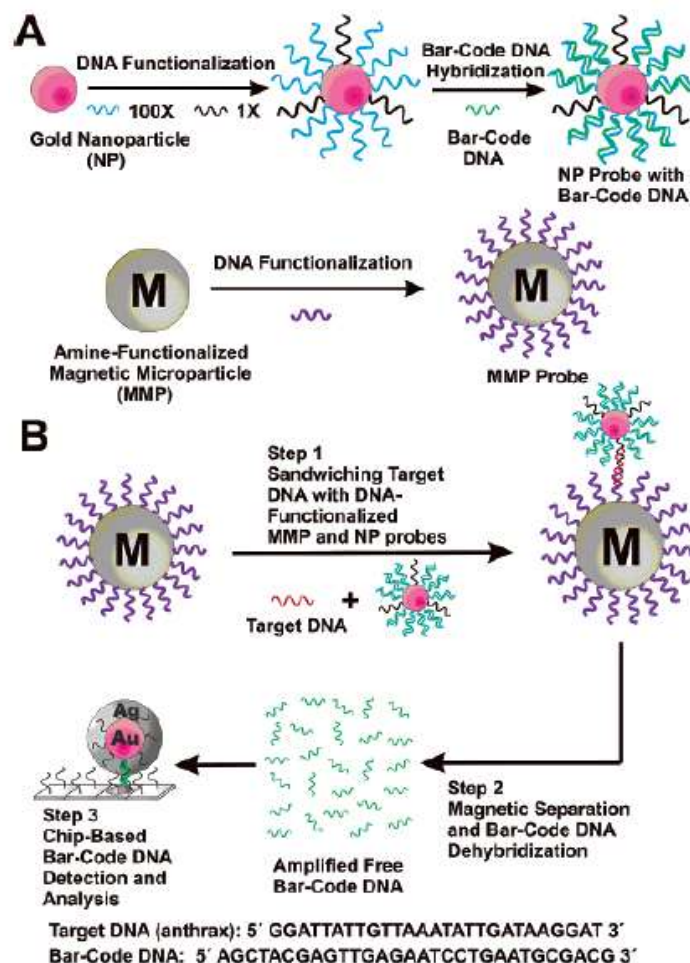 A
DNA Functionalization
100X 1X
Gold Nanoparticle
(NP)
Bar-Code DNA
Hybridization
Bar-Code
DNA
NP Probe with
Bar-Code DNA
M
DNA Functionalization
M
Amine-Functionalized
Magnetic Microparticle
(MMP)
MMP Probe
B
M
Step 1
Sandwiching Target
DNA with DNA-
Functionalized
MMP and NP probes
+
Target DNA
M
Ag
Au
Step 3
Chip-Based
Bar-Code DNA
Detection and
Analysis
Amplified Free
Bar-Code DNA
Step 2
Magnetic Separation
and Bar-Code DNA
Dehybridization
Target DNA (anthrax): 5´ GGATTATTGTTAAATATTGATAAGGAT 3´
Bar-Code DNA: 5´ AGCTACGAGTTGAGAATCCTGAATGCGACG 3´